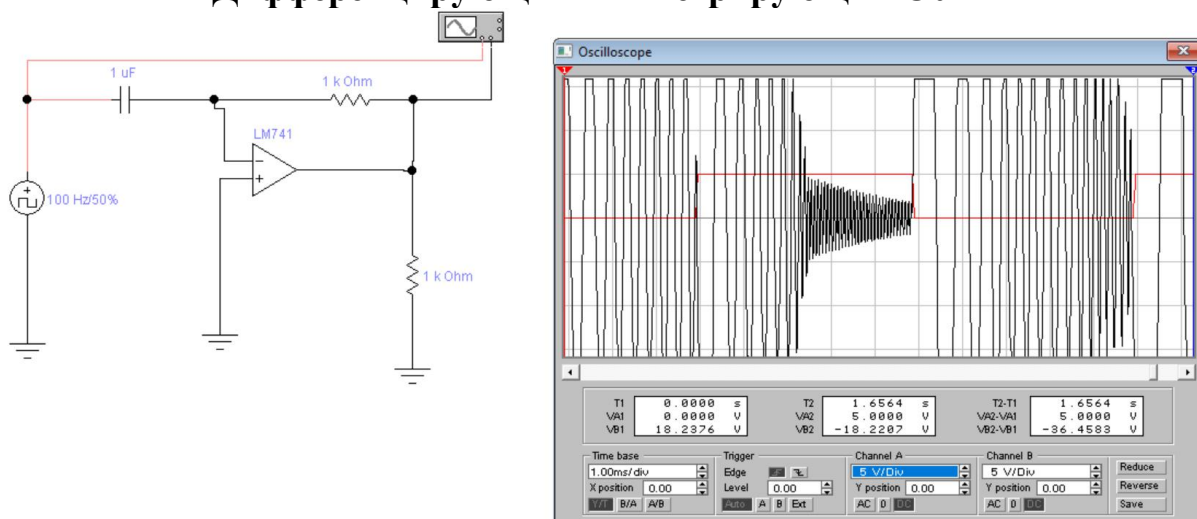 1 uF
1 k Ohm
LM741
100 Hz/50%
1 k Ohm
Oscilloscope
1
2
T1 0.0000 s
VA1 0.0000 V
VB1 18.2376 V
T2 1.6564 s
VA2 5.0000 V
VB2 -18.2207 V
T2-T1 1.6564 s
VA2-VA1 5.0000 V
VB2-VB1 -36.4583 V
Time base
1.00ms/div
X position 0.00
Y/T B/A A/B
Trigger
Edge
Level 0.00
Auto A B Ext
Channel A
5 V/Div
Y position 0.00
AC 0 DC
Channel B
5 V/Div
Y position 0.00
AC 0 DC
Reduce
Reverse
Save